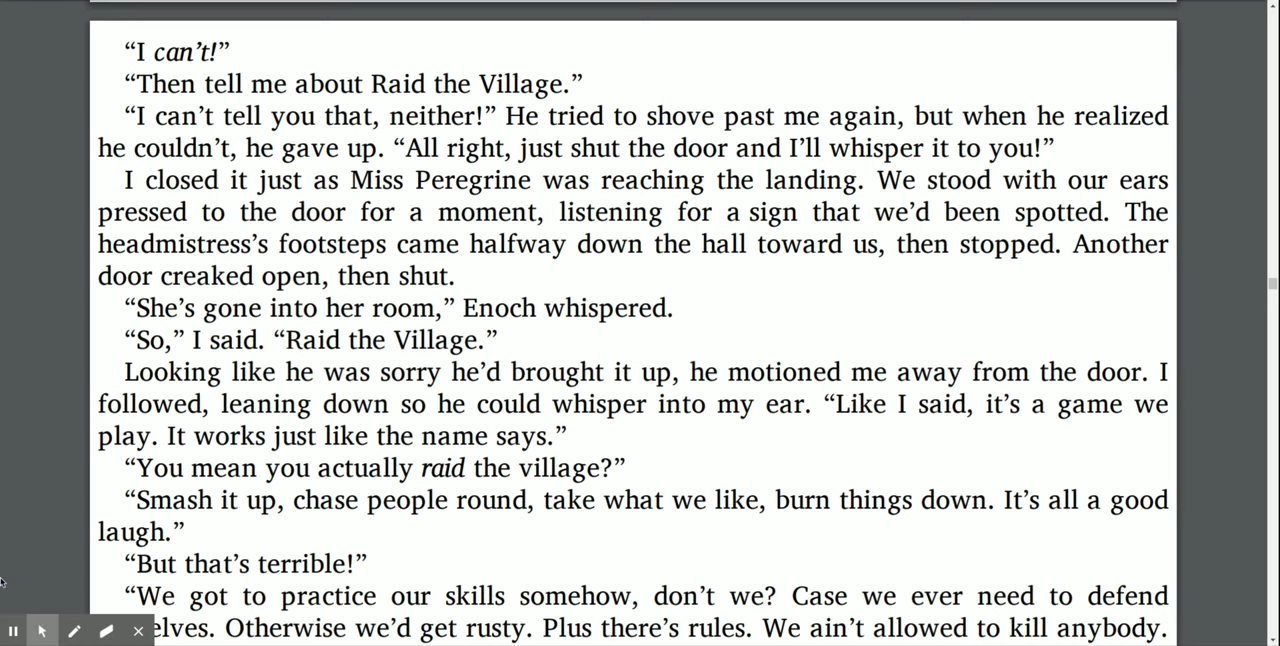 “I can’t!”
“Then tell me about Raid the Village.”
“I can’t tell you that, neither!” He tried to shove past me again, but when he realized
he couldn’t, he gave up. “All right, just shut the door and I’ll whisper it to you!”
I closed it just as Miss Peregrine was reaching the landing. We stood with our ears
pressed to the door for a moment, listening for a sign that we’d been spotted. The
headmistress’s footsteps came halfway down the hall toward us, then stopped. Another
door creaked open, then shut.
“She’s gone into her room,” Enoch whispered.
“So,” I said. “Raid the Village.”
Looking like he was sorry he’d brought it up, he motioned me away from the door. I
followed, leaning down so he could whisper into my ear. “Like I said, it’s a game we
play. It works just like the name says.”
“You mean you actually raid the village?”
“Smash it up, chase people round, take what we like, burn things down. It’s all a good
laugh.”
“But that’s terrible!”
“We got to practice our skills somehow, don’t we? Case we ever need to defend
elves. Otherwise we’d get rusty. Plus there’s rules. We ain’t allowed to kill anybody.